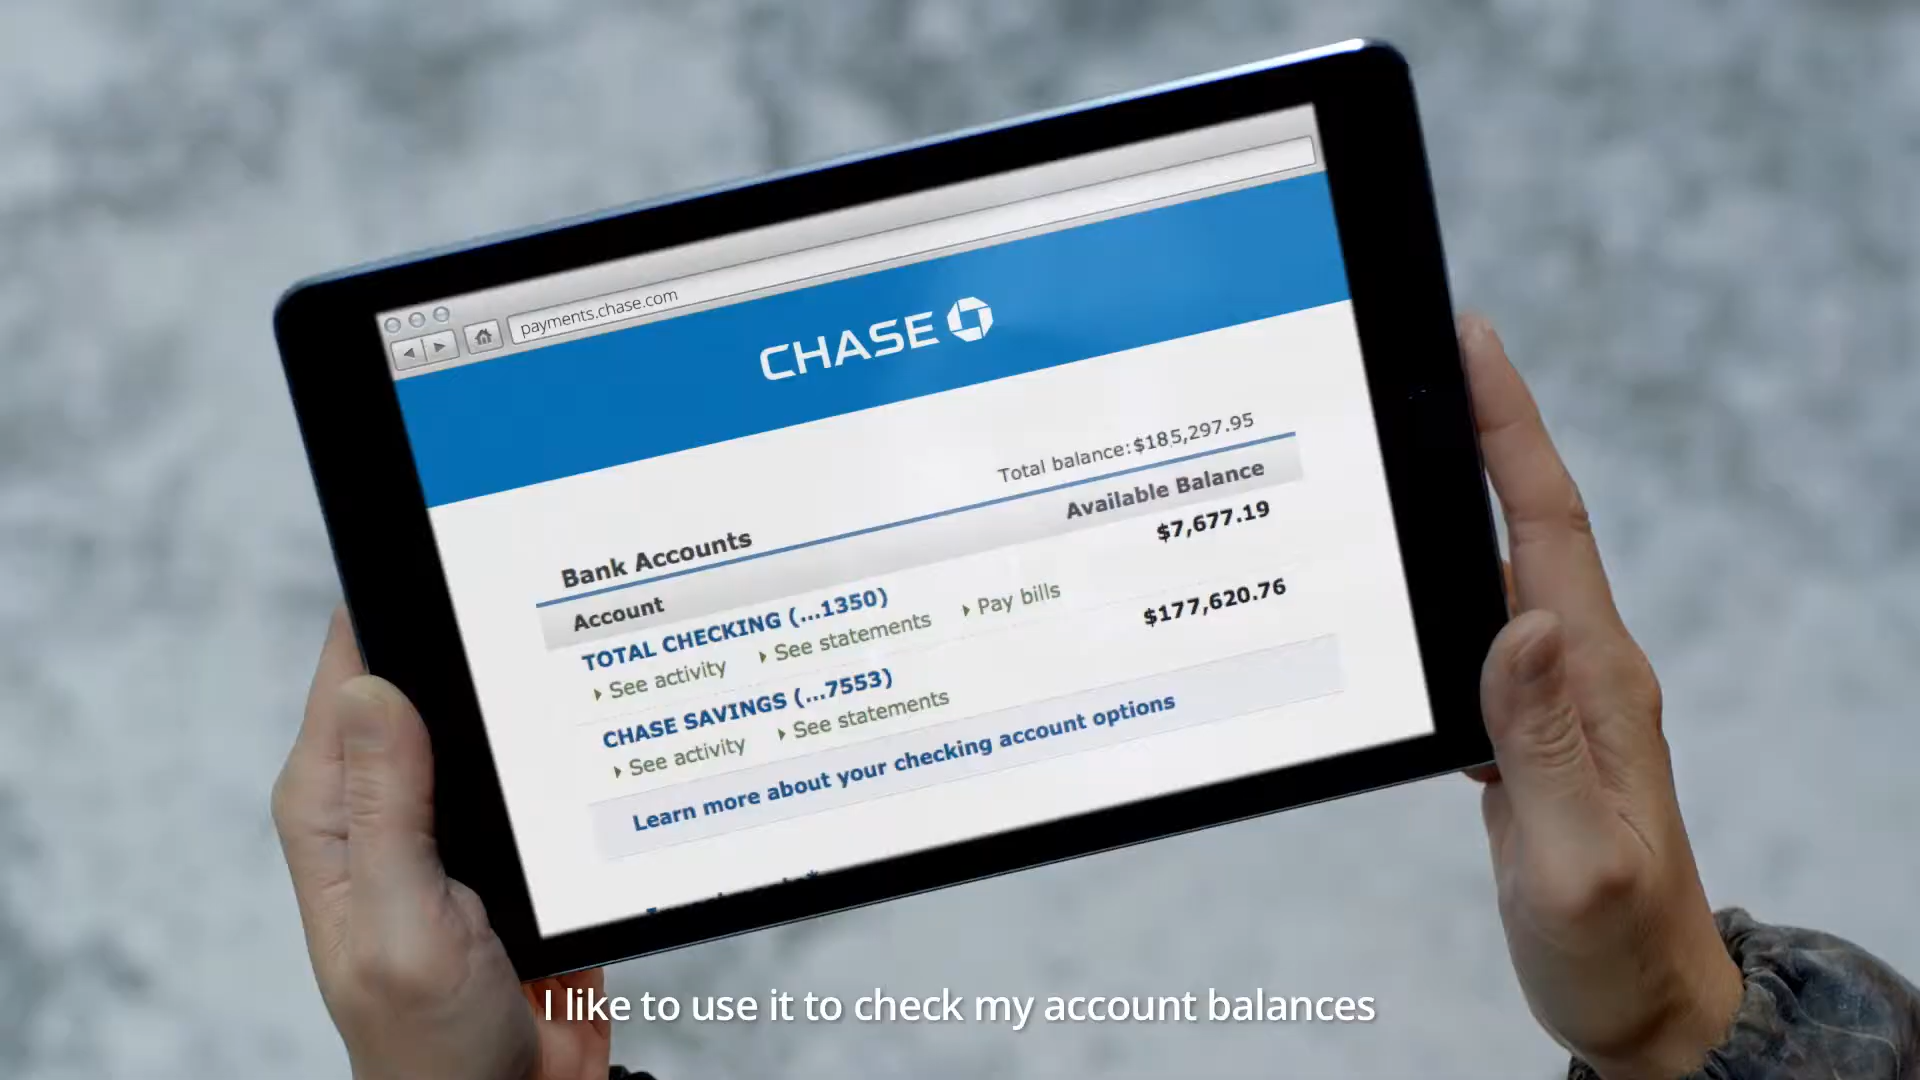 payments.chase.com
CHASE
Total balance: $185,297.95
Bank Accounts
Account Available Balance
TOTAL CHECKING (...1350) $7,677.19
See activity See statements Pay bills
CHASE SAVINGS (...7553) $177,620.76
See activity See statements
Learn more about your checking account options
I like to use it to check my account balances